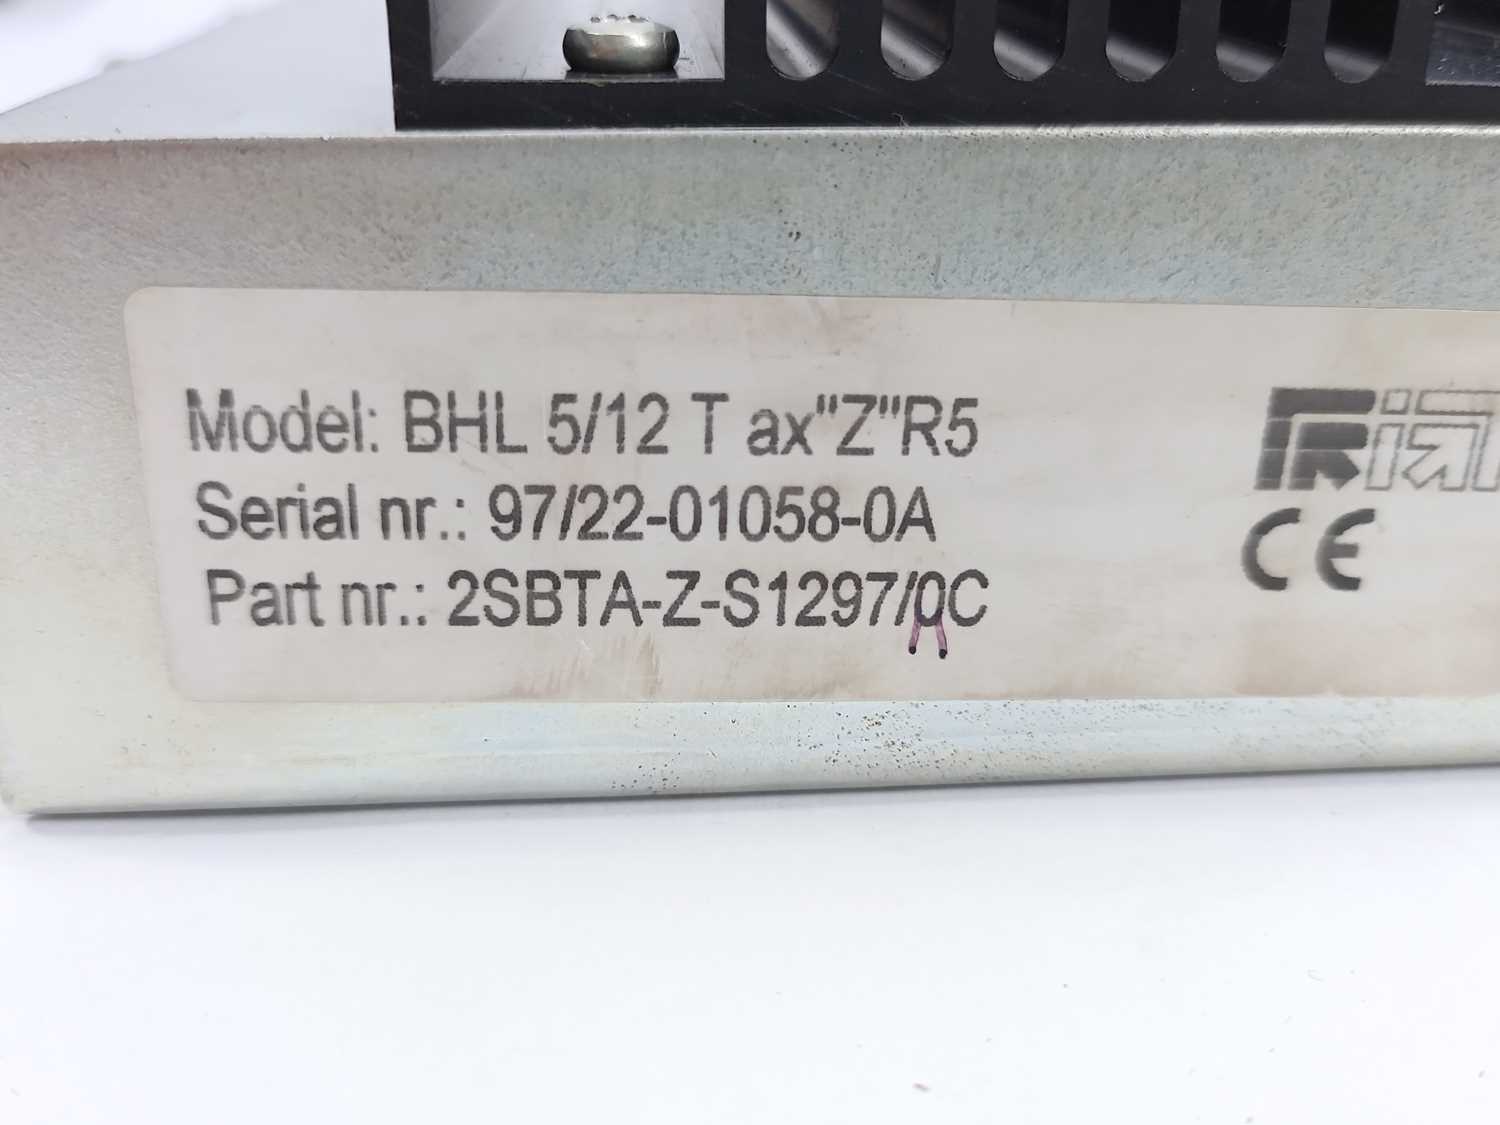 Model: BHL 5/12 T ax"Z"R5
Serial nr.: 97/22-01058-0A
Part nr.: 2SBTA-Z-S1297/0C
CE